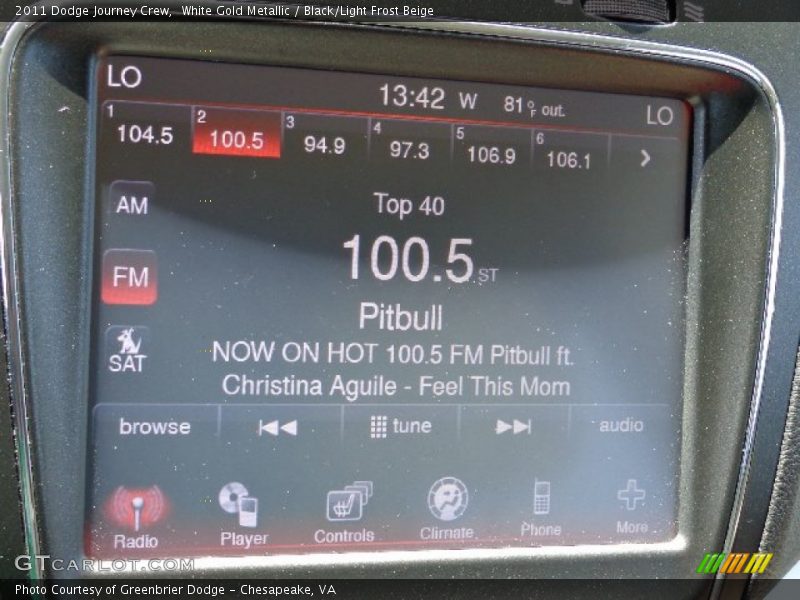 2011 Dodge Journey Crew,  White Gold Metallic / Black/Light Frost Beige
LO 13:42 W 81°F out. LO
1 104.5 2 100.5 3 94.9 4 97.3 5 106.9 6 106.1 >
AM
Top 40
100.5 ST
FM
Pitbull
NOW ON HOT 100.5 FM Pitbull ft.
SAT
Christina Aguile - Feel This Mom
browse tune audio
Radio Player Controls Climate Phone More
GTCARLOT.COM
Photo Courtesy of Greenbrier Dodge - Chesapeake, VA